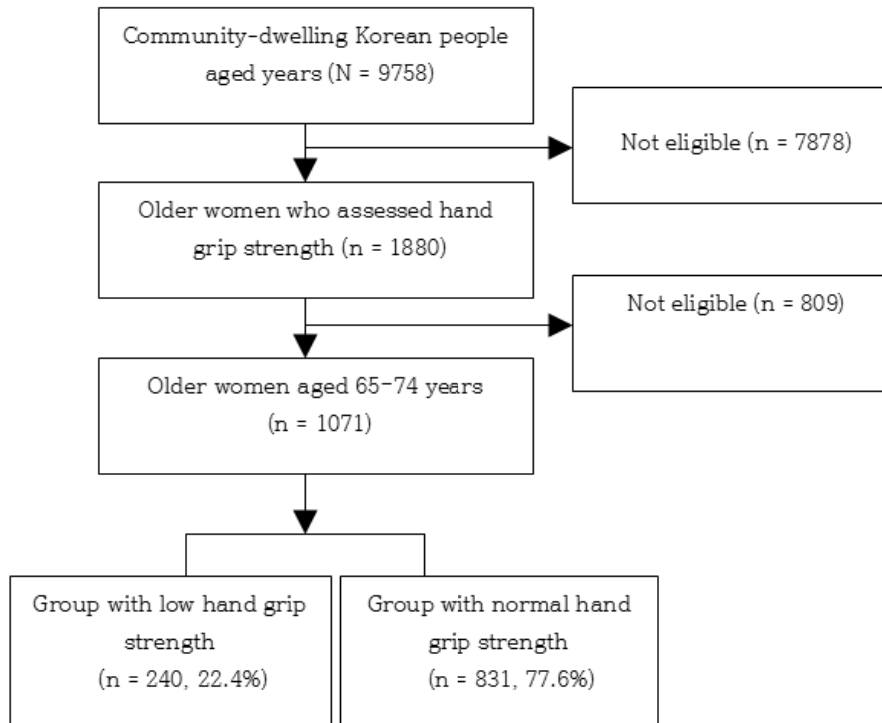 Community-dwelling Korean people
aged years (N = 9758)
Not eligible (n = 7878)
Older women who assessed hand
grip strength (n = 1880)
Not eligible (n = 809)
Older women aged 65-74 years
(n = 1071)
Group with low hand grip
strength
(n = 240, 22.4%)
Group with normal hand
grip strength
(n = 831, 77.6%)